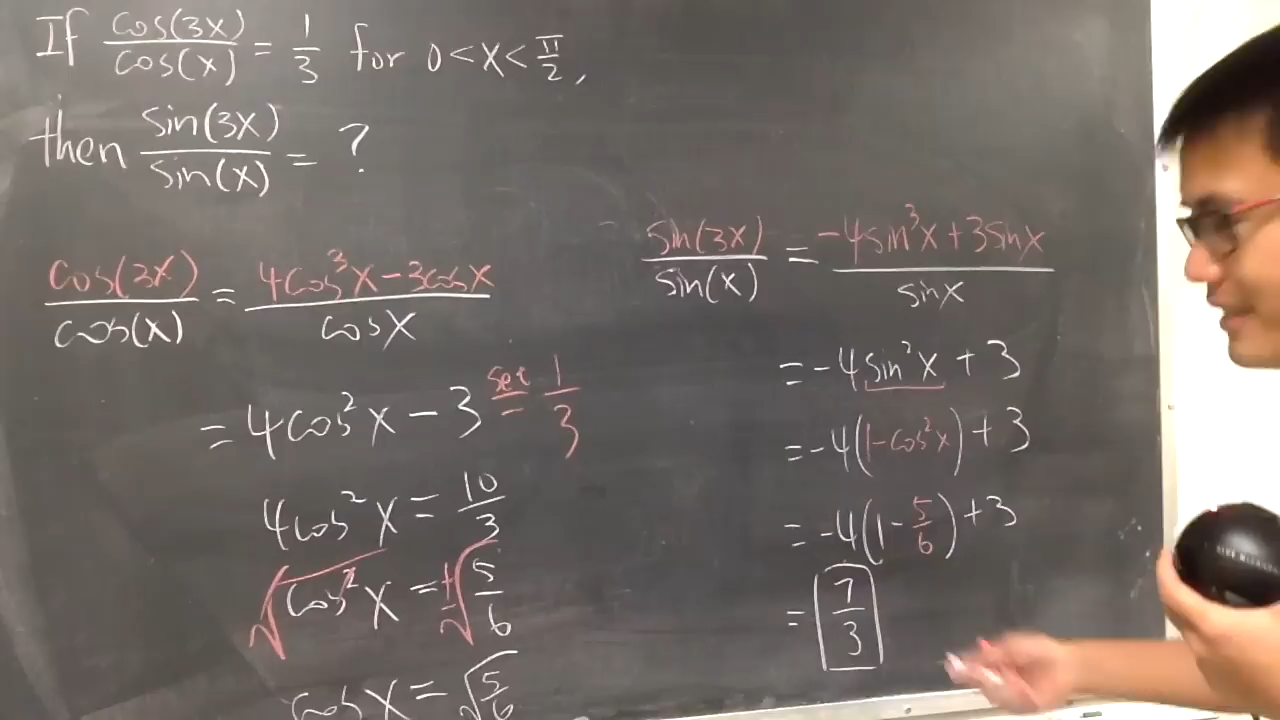 If cos(3x)/cos(x) = 1/3 for 0<x<π/2,
then sin(3x)/sin(x) = ?
cos(3x)/cos(x) = (4cos³x-3cosx)/cosx
= 4cos²x - 3 set= 1/3
4cos²x = 10/3
√cos²x = ±√(5/6)
cosx = √(5/6)
sin(3x)/sin(x) = (-4sin³x+3sinx)/sinx
= -4sin²x + 3
= -4(1-cos²x) + 3
= -4(1-5/6)+3
= 7/3